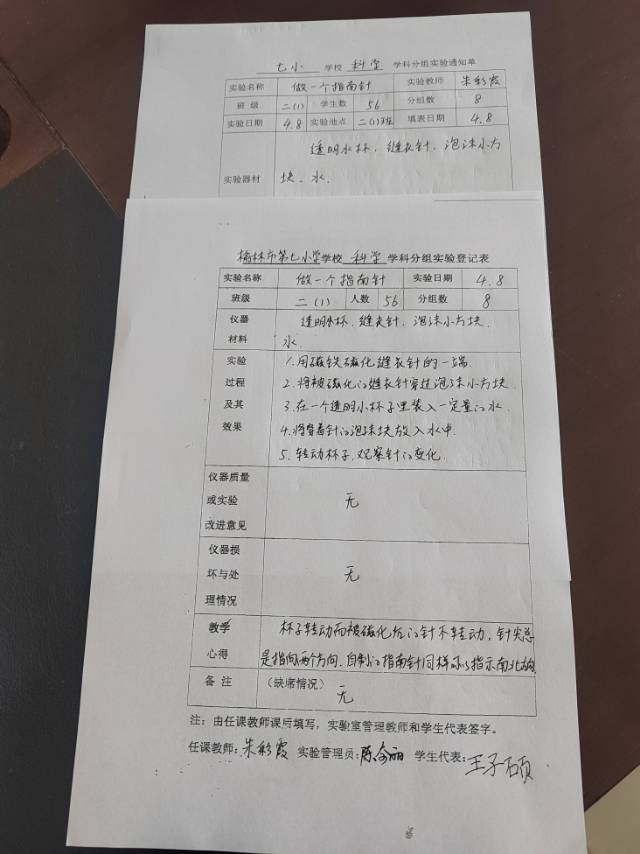 七小 学校 科学 学科分组实验通知单
实验名称 做一个指南针 实验教师 朱彩霞
班 级 二(1) 学生数 56 分组数 8
实验日期 4.8 实验地点 二(1)班 填表日期 4.8
透明水杯、缝衣针、泡沫小方
实验器材 块、水
榆林市第七小学学校 科学 学科分组实验登记表
实验名称 做一个指南针 实验日期 4.8
班级 二(1) 人数 56 分组数 8
仪器 透明水杯、缝衣针、泡沫小方块
材料 水
实验 1.用磁铁磁化缝衣针的一端
过程 2.将被磁化的缝衣针穿过泡沫小方块
及其 3.在一个透明小杯子里装入一定量的水
效果 4.将穿着针的泡沫块放入水中
5.转动杯子,观察针的变化
仪器质量
或实验 无
改进意见
仪器损
坏与处 无
理情况
教学 杯子转动而被磁化后的针不转动,针尖总
心得 是指向两个方向,自制的指南针同样可以指示南北
备 注 (缺席情况) 无
注:由任课教师课后填写,实验室管理教师和学生代表签字。
任课教师:朱彩霞 实验管理员: 学生代表:王子硕